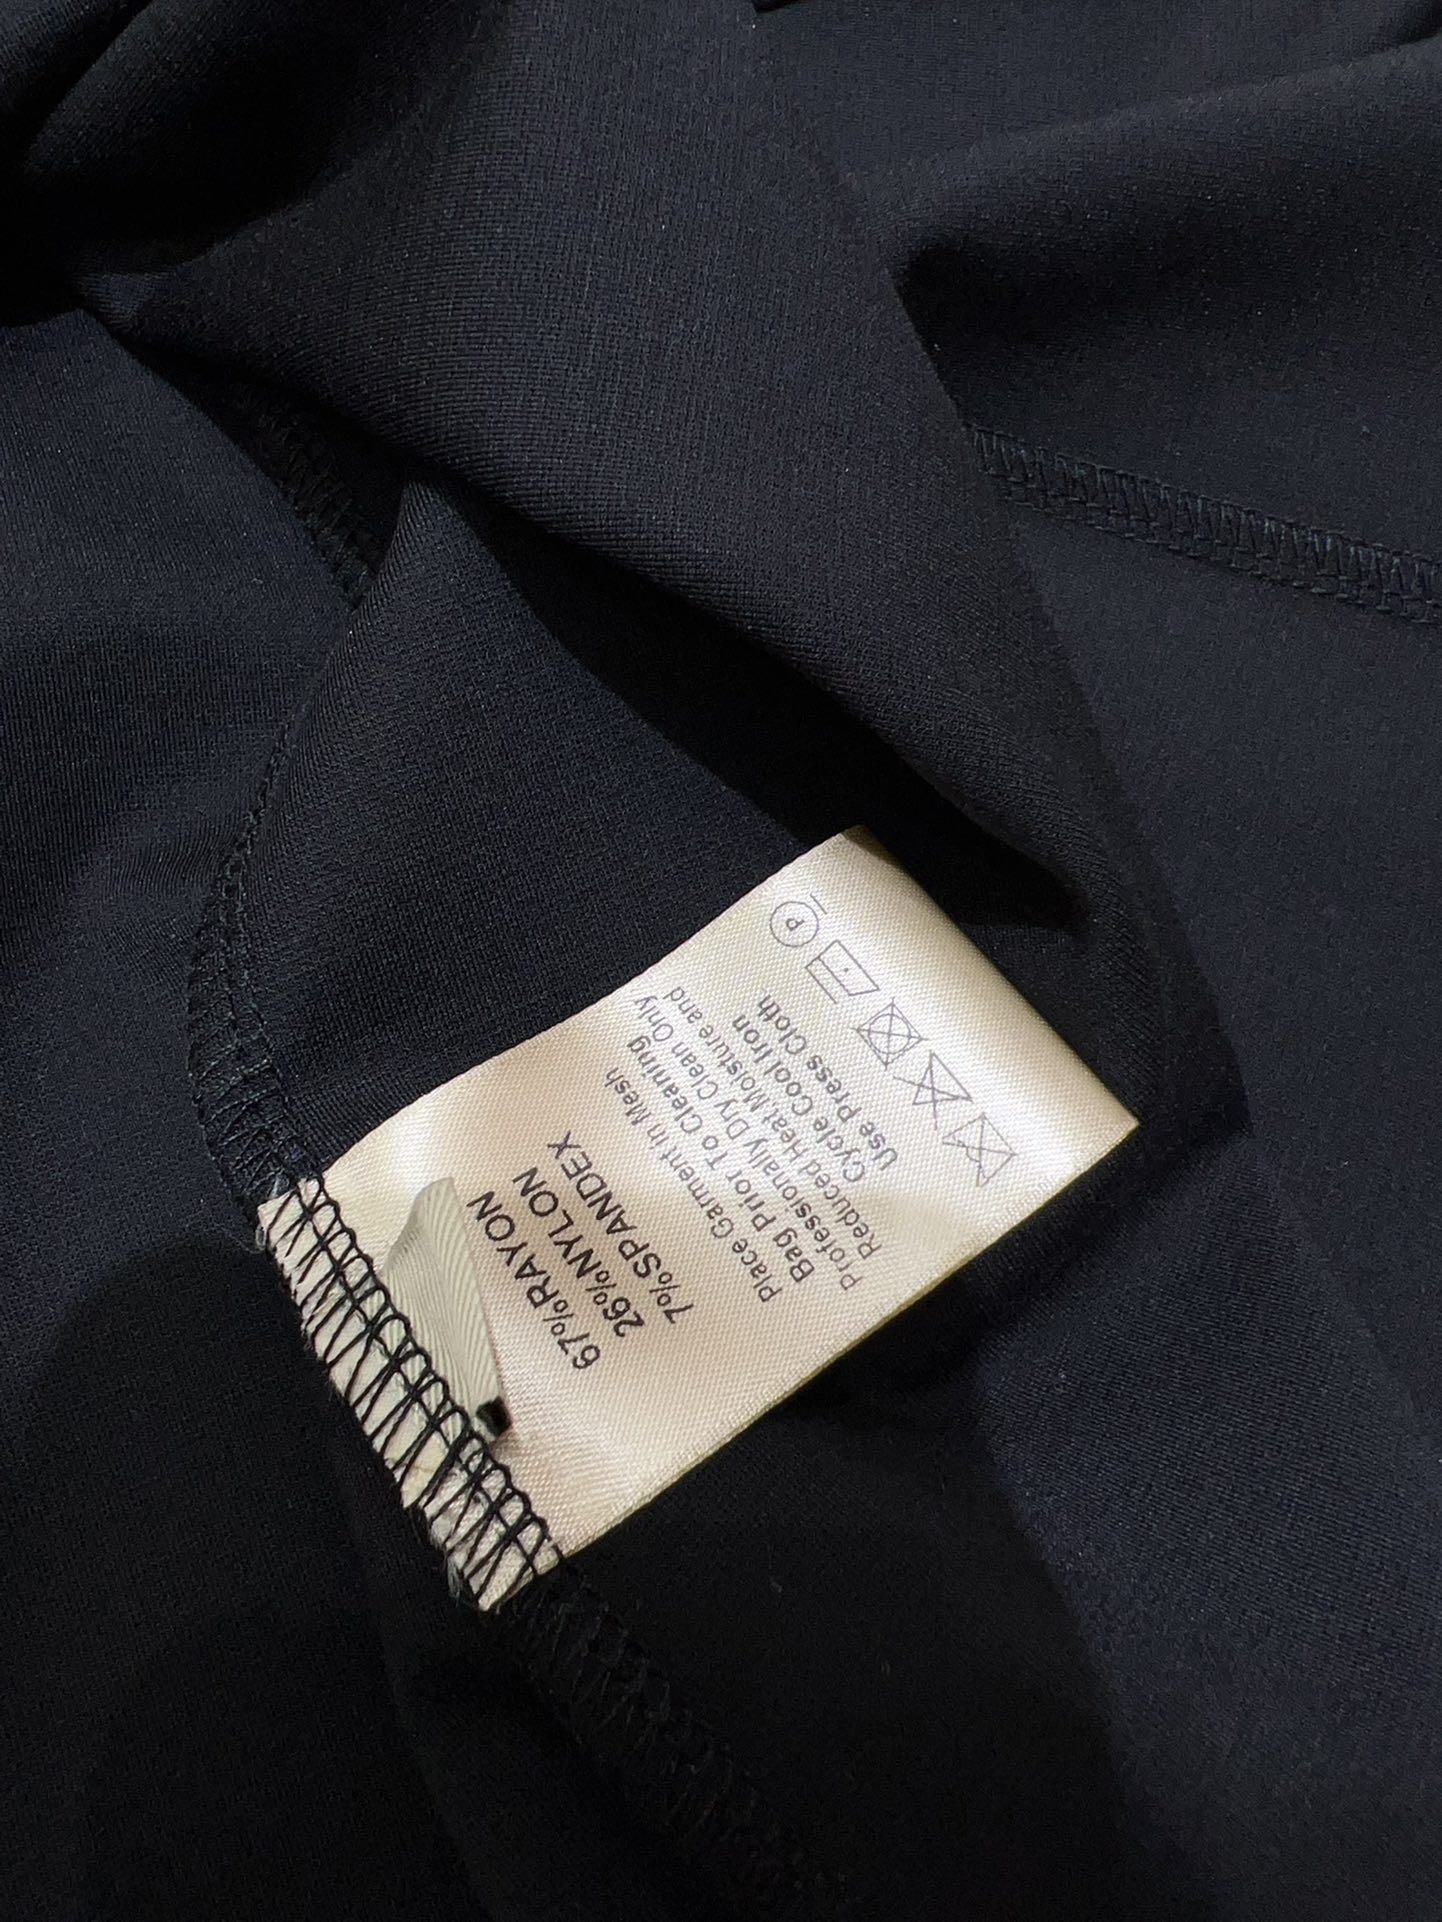 67%RAYON
26%NYLON
7%SPANDEX
Place Garment In Mesh
Bag Prior To Cleaning
Professionally Dry Clean Only
Reduced Heat Moisture and
Cycle Cool Iron
Use Press Cloth.
P